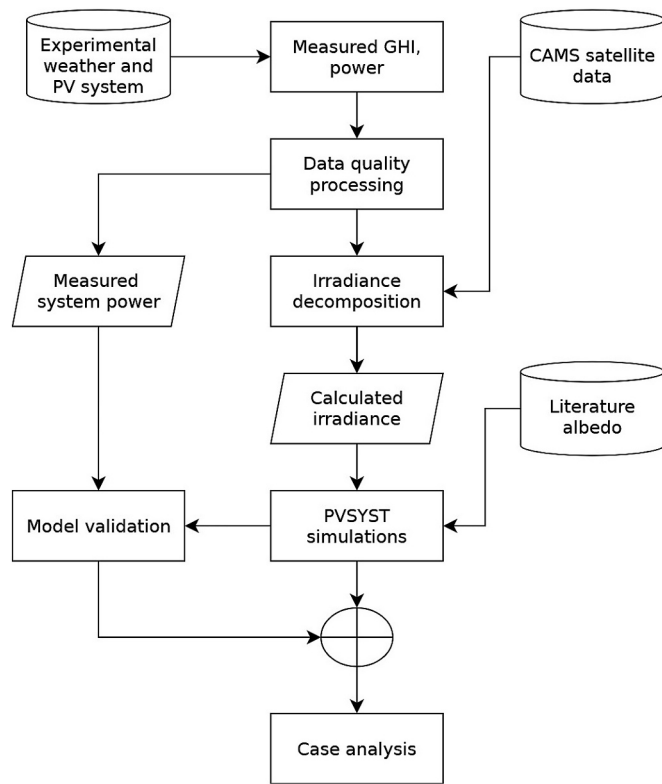 Experimental
weather and
PV system
Measured GHI,
power
CAMS satellite
data
Data quality
processing
Measured
system power
Irradiance
decomposition
Calculated
irradiance
Literature
albedo
Model validation
PVSYST
simulations
Case analysis